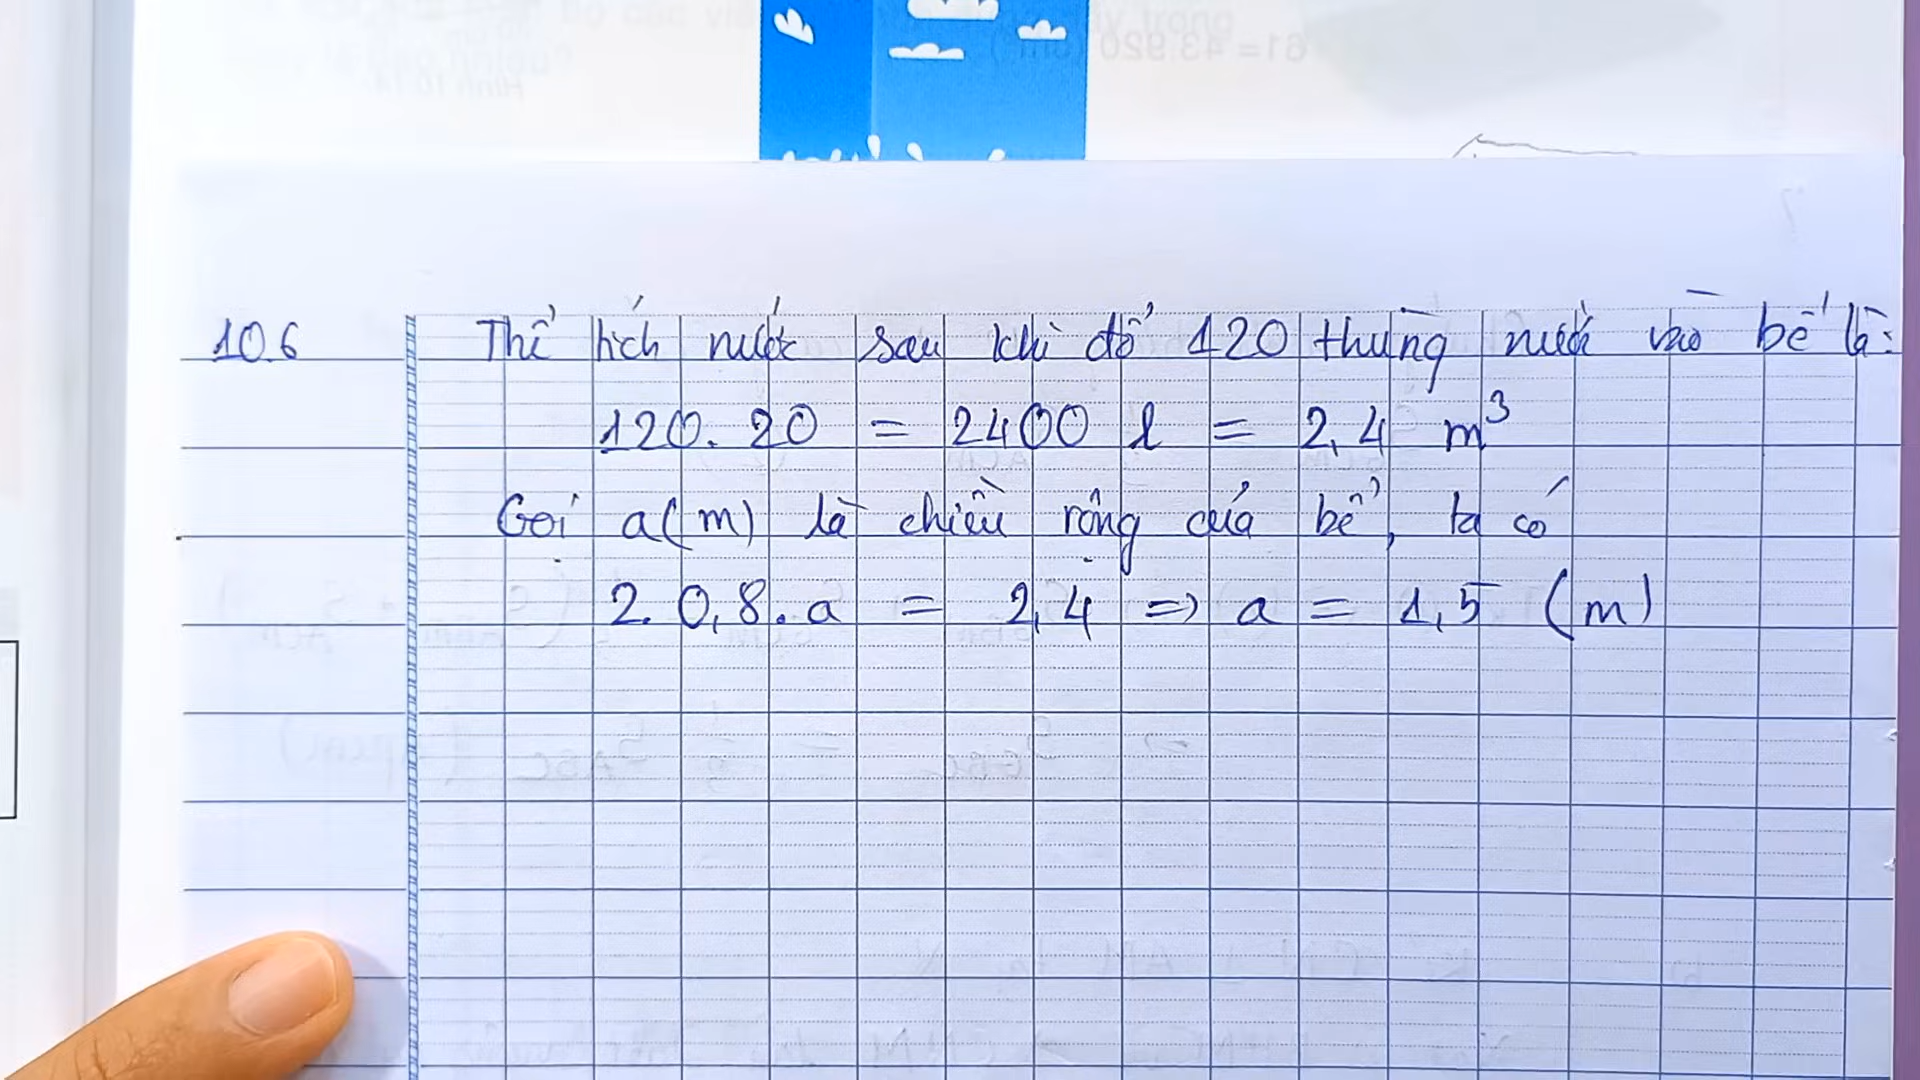 10.6 Thể tích nước sau khi đổ 120 thùng nước vào bể là:
120. 20 = 2400 l = 2,4 m³
Gọi a(m) là chiều rộng của bể, ta có
2. 0,8. a = 2,4 => a = 1,5 (m)